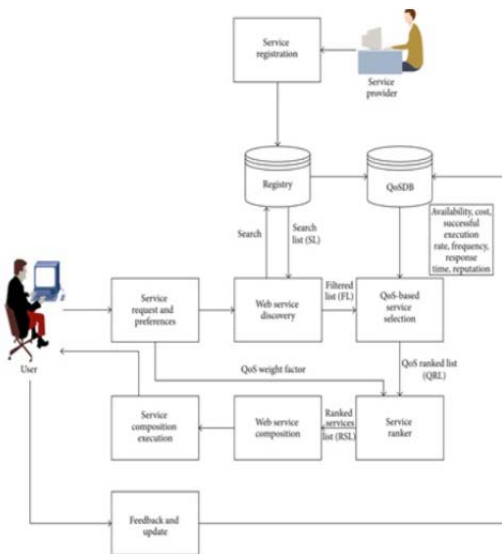 Service
registration
Service
provider
Registry
QoSDB
Availability, cost,
successful
execution
rate, frequency,
response
time, reputation
Search
Search
list (SL)
Service
request and
preferences
Web service
discovery
Filtered
list (FL)
QoS-based
service
selection
User
QoS weight factor
QoS ranked list
(QRL)
Service
composition
execution
Web service
composition
Ranked
services
list (RSL)
Service
ranker
Feedback and
update